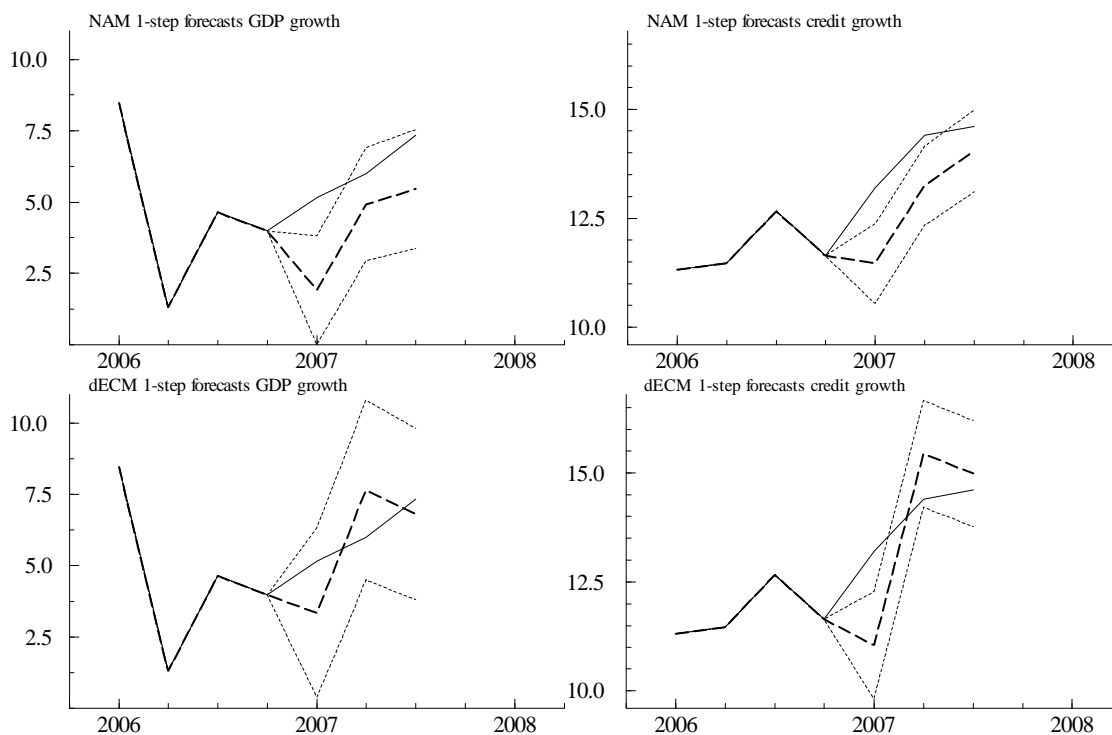 NAM 1-step forecasts GDP growth
10.0
7.5
5.0
2.5
2006 2007 2008
NAM 1-step forecasts credit growth
15.0
12.5
10.0
2006 2007 2008
dECM 1-step forecasts GDP growth
10.0
7.5
5.0
2.5
2006 2007 2008
dECM 1-step forecasts credit growth
15.0
12.5
10.0
2006 2007 2008